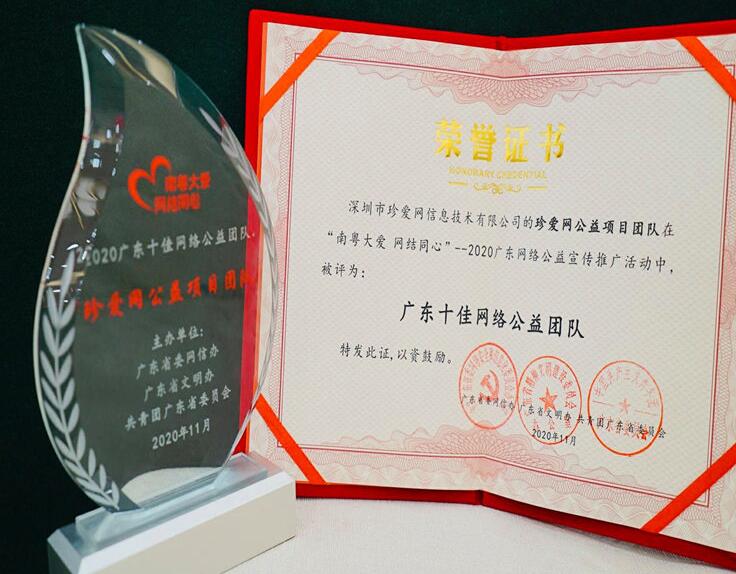 南粤大爱
网结同心
2020广东十佳网络公益团队
珍爱网公益项目团队
主办单位：
广东省委网信办
广东省文明办
共青团广东省委员会
2020年11月
荣誉证书
HONORARY CREDENTIAL
深圳市珍爱网信息技术有限公司的珍爱网公益项目团队在
“南粤大爱 网结同心”--2020广东网络公益宣传推广活动中，
被评为：
广东十佳网络公益团队
特发此证，以资鼓励。
广东省委网信办 广东省文明办 共青团广东省委员会
2020年11月